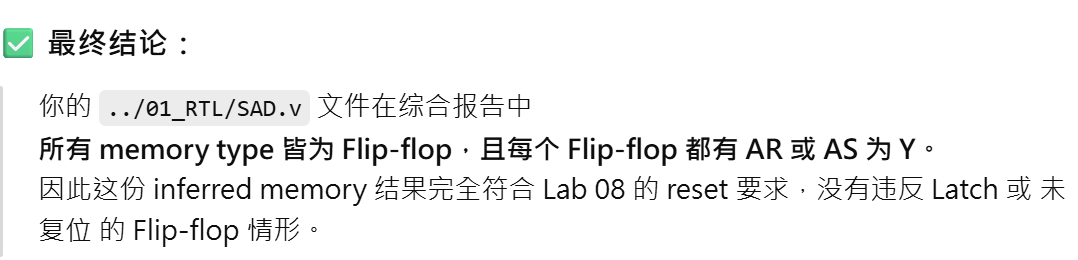 ✅ 最终结论：
你的 ../01_RTL/SAD.v 文件在综合报告中
所有 memory type 皆为 Flip-flop，且每个 Flip-flop 都有 AR 或 AS 为 Y。
因此这份 inferred memory 结果完全符合 Lab 08 的 reset 要求，没有违反 Latch 或 未
复位 的 Flip-flop 情形。